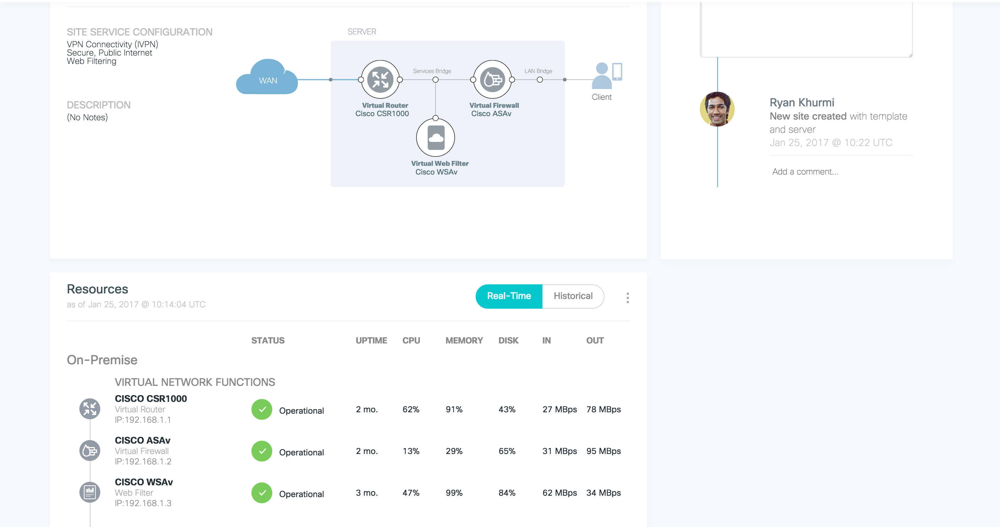 SITE SERVICE CONFIGURATION
VPN Connectivity (IVPN)
Secure, Public Internet
Web Filtering
DESCRIPTION
(No Notes)
SERVER
WAN
Services Bridge
LAN Bridge
Virtual Router
Cisco CSR1000
Virtual Firewall
Cisco ASAv
Client
Virtual Web Filter
Cisco WSAv
Ryan Khurmi
New site created with template
and server
Jan 25, 2017 @ 10:22 UTC
Add a comment...
Resources
as of Jan 25, 2017 @ 10:14:04 UTC
Real-Time Historical
STATUS UPTIME CPU MEMORY DISK IN OUT
On-Premise
VIRTUAL NETWORK FUNCTIONS
CISCO CSR1000
Virtual Router
IP:192.168.1.1
Operational 2 mo. 62% 91% 43% 27 MBps 78 MBps
CISCO ASAv
Virtual Firewall
IP:192.168.1.2
Operational 2 mo. 13% 29% 65% 31 MBps 95 MBps
CISCO WSAv
Web Filter
IP:192.168.1.3
Operational 3 mo. 47% 99% 84% 62 MBps 34 MBps